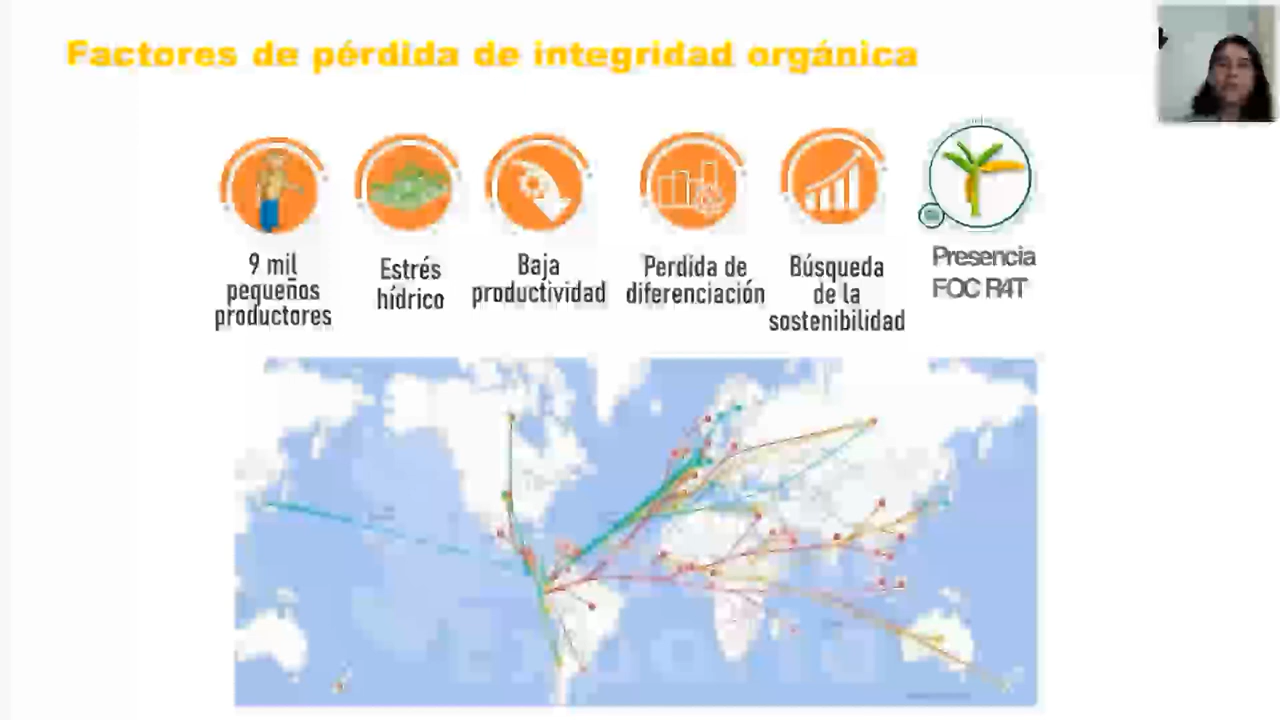 Factores de pérdida de integridad orgánica
9 mil
pequeños
productores
Estrés
hídrico
Baja
productividad
Perdida de
diferenciación
Búsqueda
de la
sostenibilidad
Presencia
FOC R4T